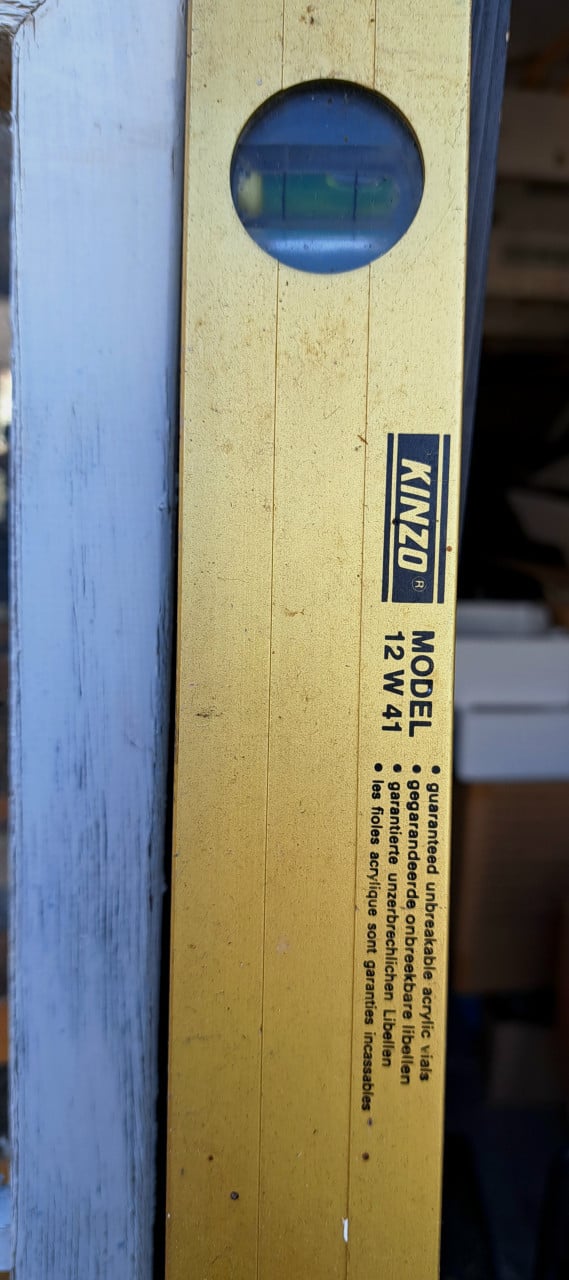 KINZO ®
MODEL
12 W 41
• guaranteed unbreakable acrylic vials
• gegarandeerde onbreekbare libellen
• garantierte unzerbrechlichen Libellen
• les fioles acrylique sont garanties incassables